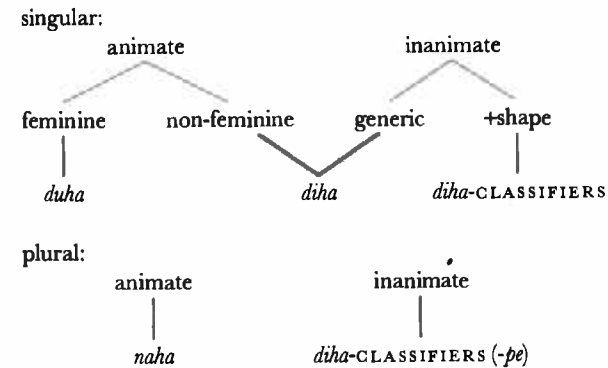 singular:
animate inanimate
feminine non-feminine generic +shape
duha diha diha-CLASSIFIERS
plural:
animate inanimate
naha diha-CLASSIFIERS (-pe)